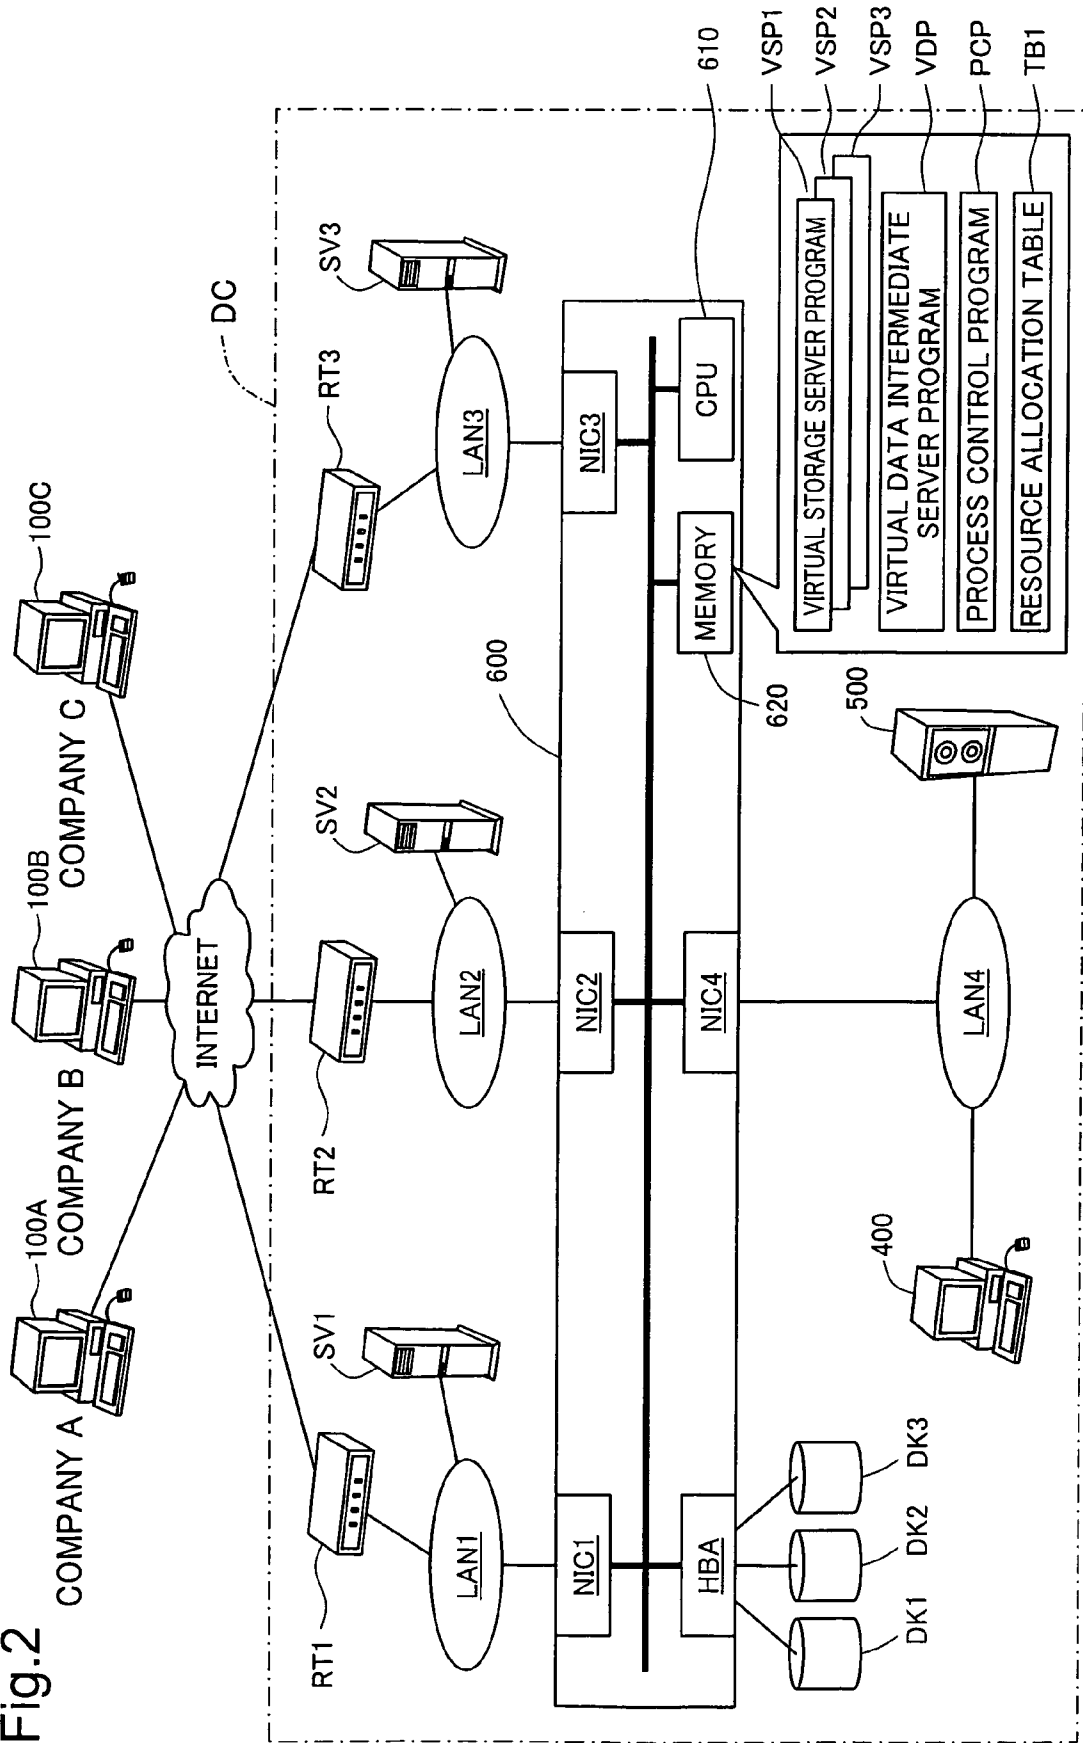 Fig.2
COMPANY A
100A
COMPANY B
100B
COMPANY C
100C
INTERNET
DC
RT1
RT2
RT3
SV1
SV2
SV3
LAN1
LAN2
LAN3
600
NIC1
NIC2
NIC3
HBA
NIC4
MEMORY
CPU
620
610
DK1
DK2
DK3
400
LAN4
500
VIRTUAL STORAGE SERVER PROGRAM
VSP1
VSP2
VSP3
VIRTUAL DATA INTERMEDIATE
SERVER PROGRAM
VDP
PROCESS CONTROL PROGRAM
PCP
RESOURCE ALLOCATION TABLE
TB1